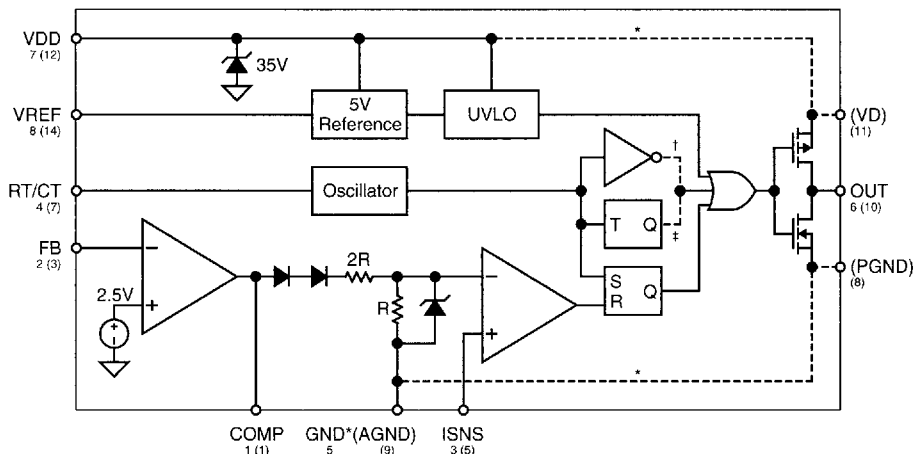 VDD
7 (12)
*
35V
VREF
8 (14)
5V
Reference
UVLO
(VD)
(11)
†
RT/CT
4 (7)
Oscillator
T Q
‡
OUT
6 (10)
FB
2 (3)
−
2.5V
+
+
−
2R
R
−
+
S
R
Q
(PGND)
(8)
*
COMP
1 (1)
GND*(AGND)
5 (9)
ISNS
3 (5)